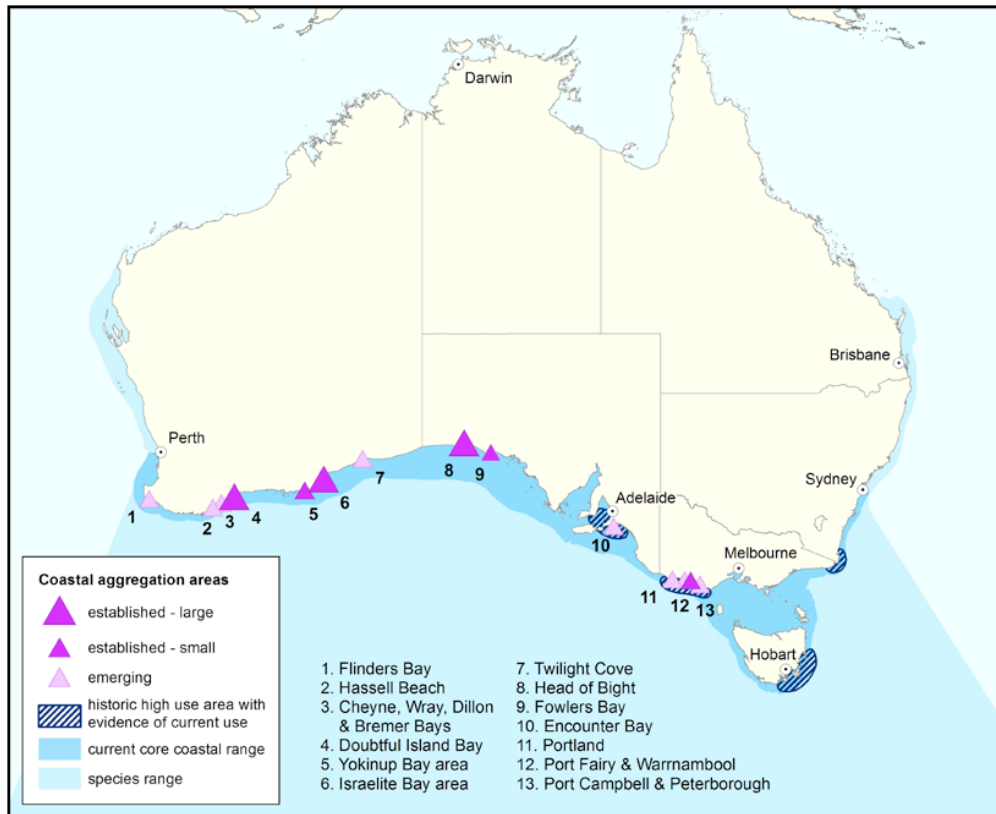 Darwin
Brisbane
Perth
Sydney
Adelaide
Melbourne
Hobart
1
2
3
4
5
6
7
8
9
10
11
12
13
Coastal aggregation areas
established - large
established - small
emerging
historic high use area with
evidence of current use
current core coastal range
species range
1. Flinders Bay
2. Hassell Beach
3. Cheyne, Wray, Dillon
& Bremer Bays
4. Doubtful Island Bay
5. Yokinup Bay area
6. Israelite Bay area
7. Twilight Cove
8. Head of Bight
9. Fowlers Bay
10. Encounter Bay
11. Portland
12. Port Fairy & Warrnambool
13. Port Campbell & Peterborough